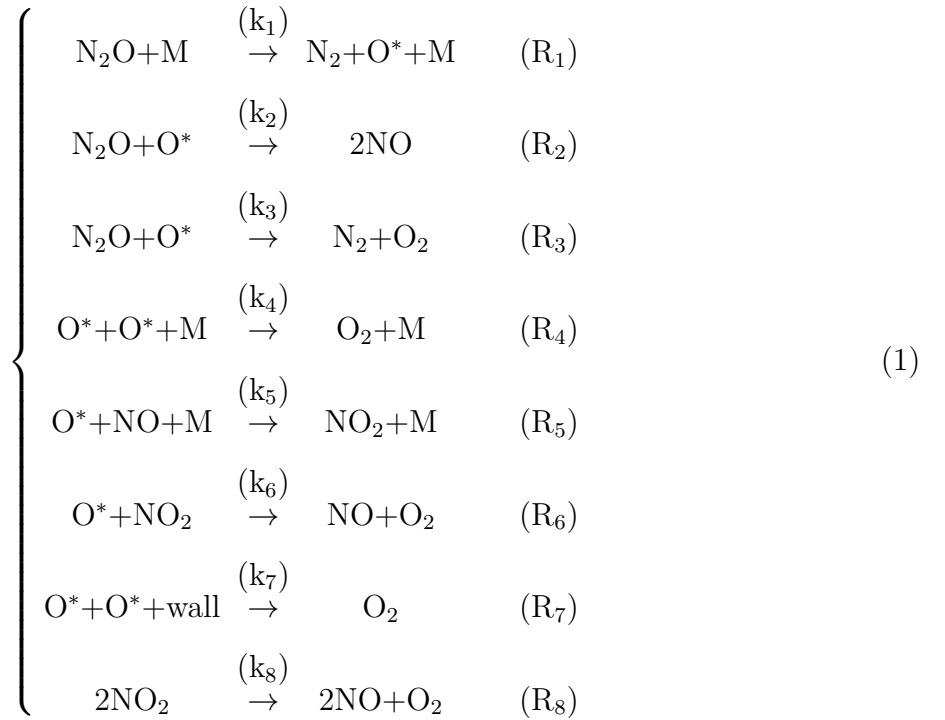 (k₁)
N₂O+M → N₂+O*+M (R₁)
(k₂)
N₂O+O* → 2NO (R₂)
(k₃)
N₂O+O* → N₂+O₂ (R₃)
(k₄)
O*+O*+M → O₂+M (R₄)
(1)
(k₅)
O*+NO+M → NO₂+M (R₅)
(k₆)
O*+NO₂ → NO+O₂ (R₆)
(k₇)
O*+O*+wall → O₂ (R₇)
(k₈)
2NO₂ → 2NO+O₂ (R₈)